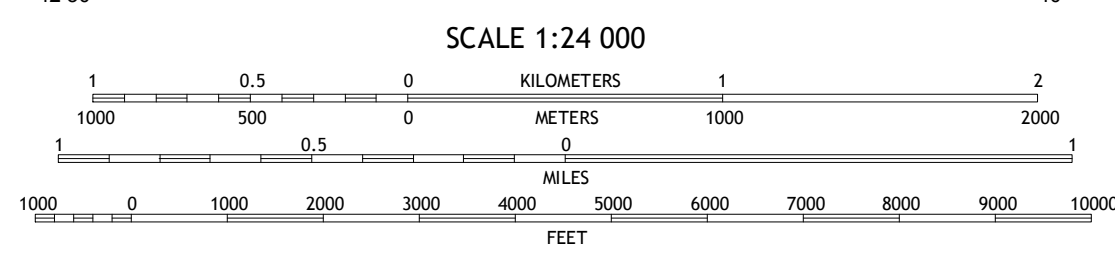 SCALE 1:24 000
1 0.5 0 KILOMETERS 1 2
1000 500 0 METERS 1000 2000
1 0.5 0 1
MILES
1000 0 1000 2000 3000 4000 5000 6000 7000 8000 9000 10000
FEET